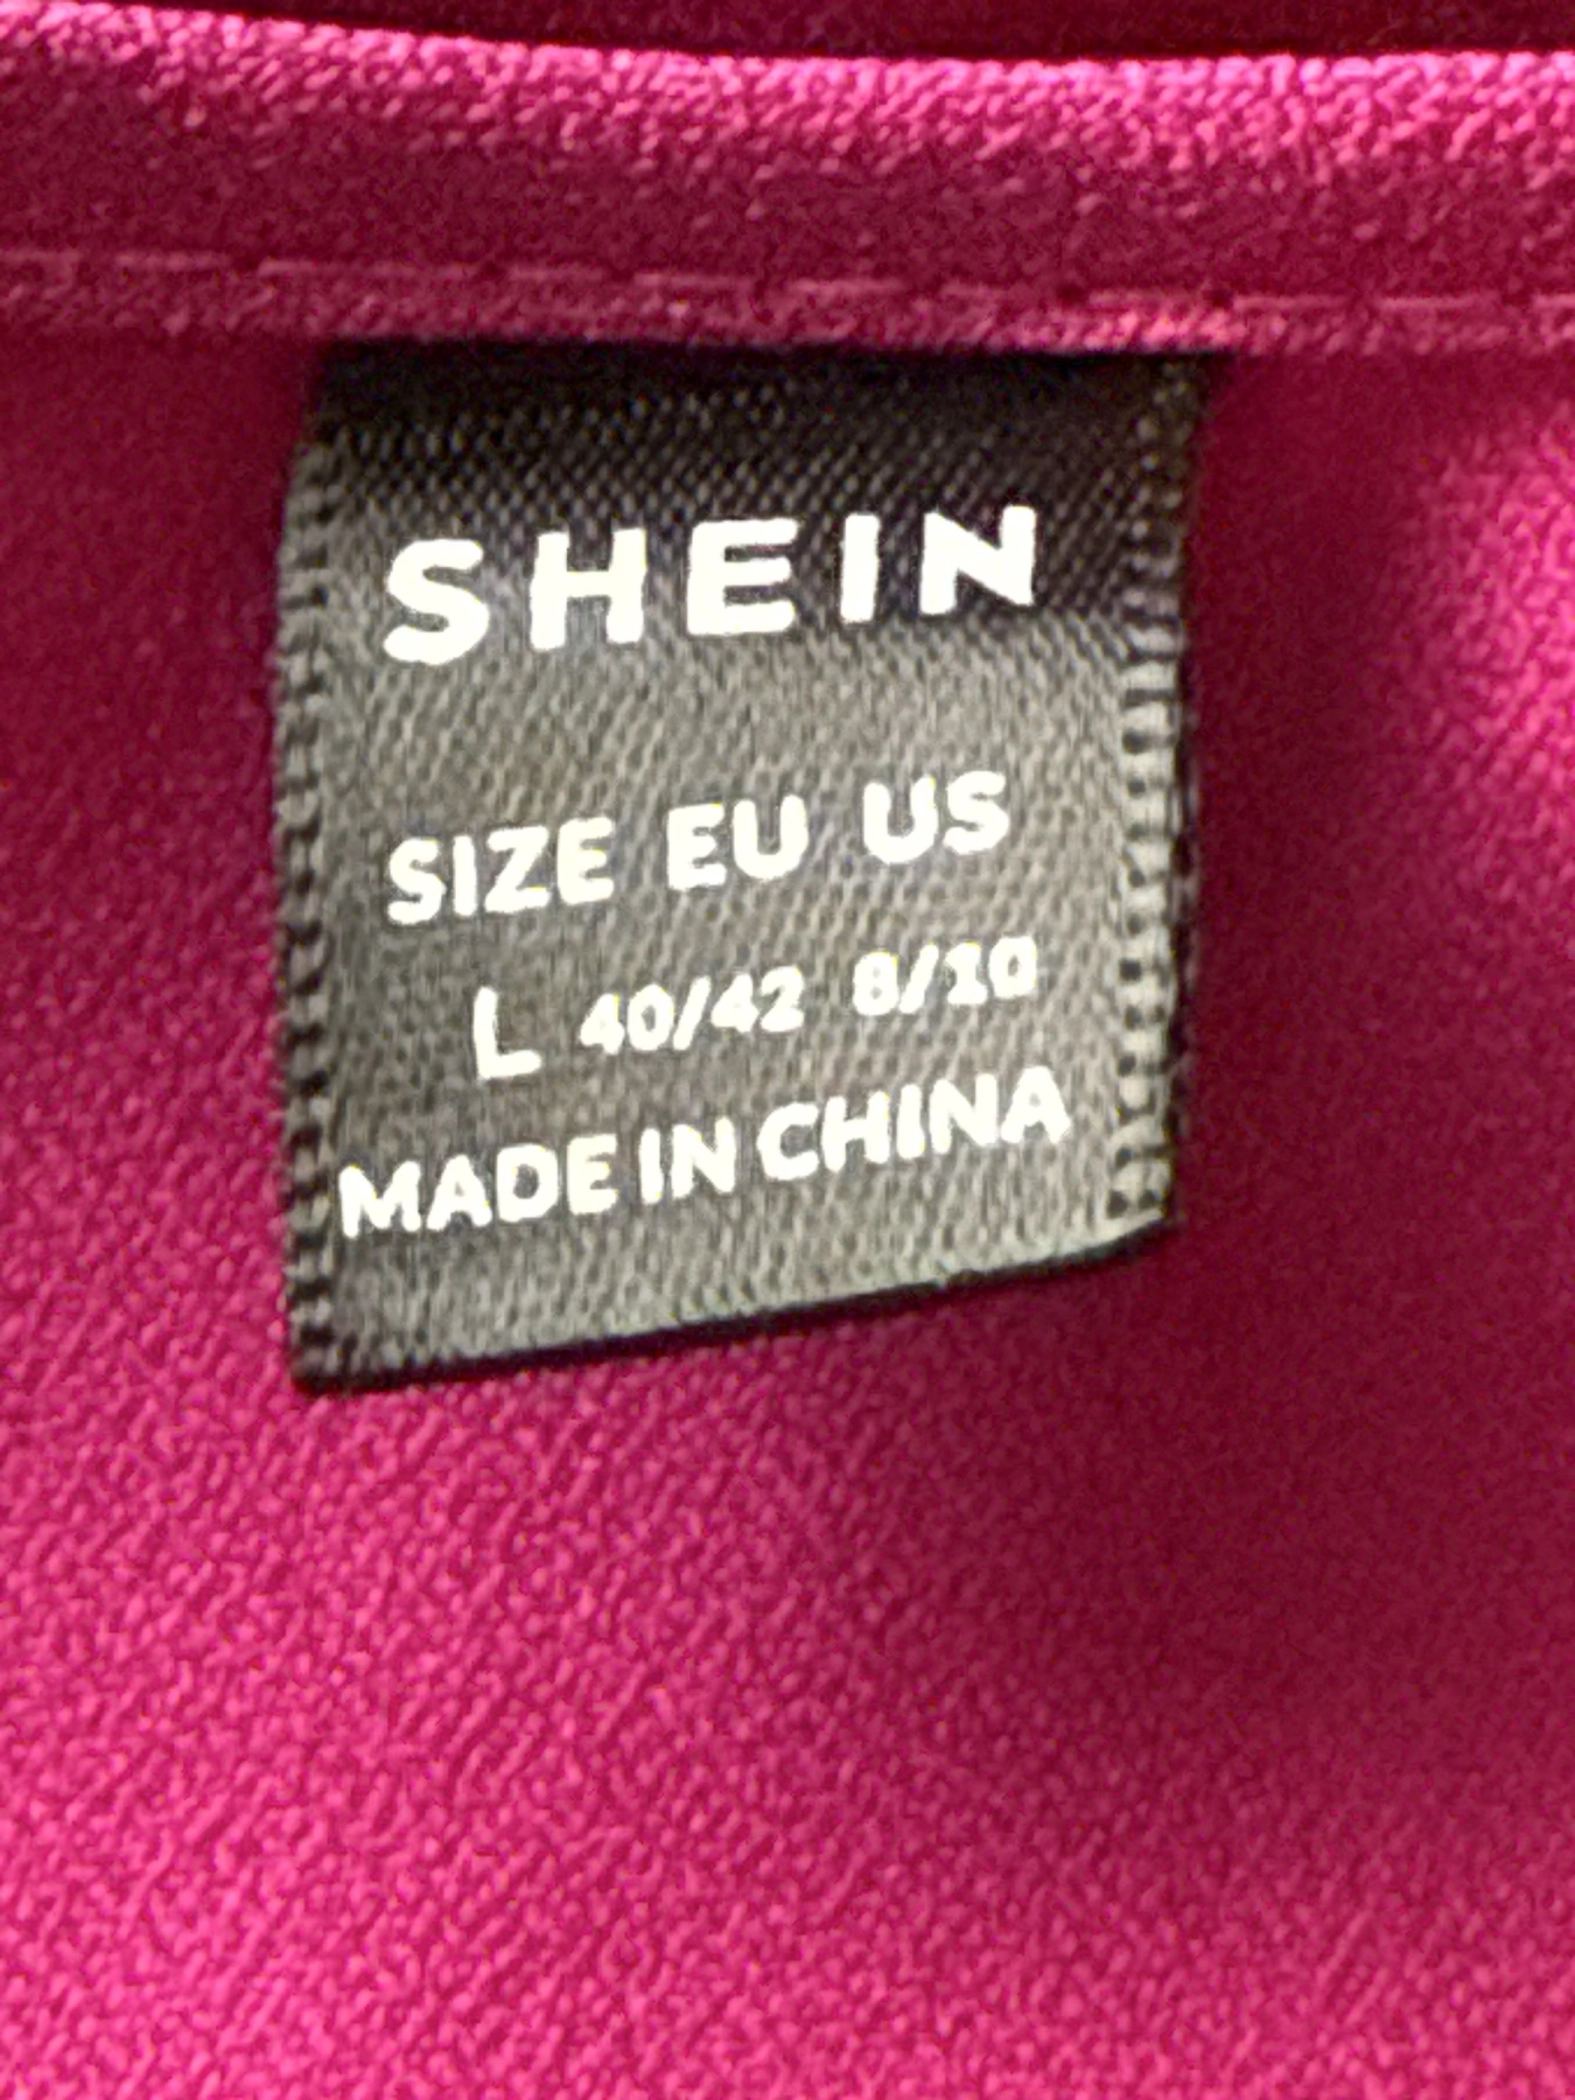 SHEIN
SIZE EU US
L 40/42 8/10
MADE IN CHINA